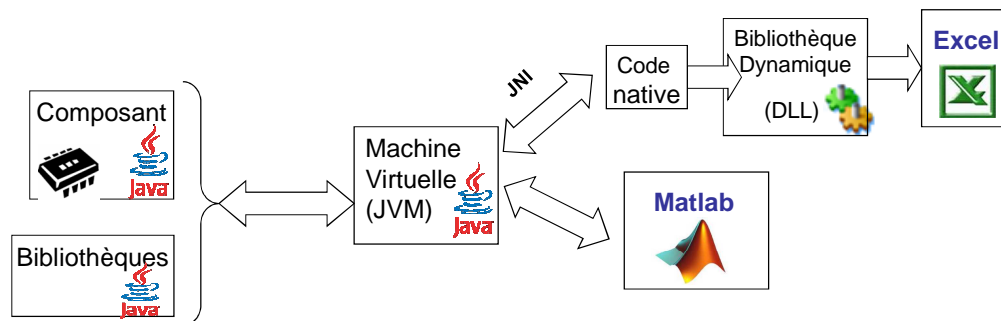 Composant
Java
Bibliothèques
Java
Machine
Virtuelle
(JVM)
Java
JNI
Code
native
Bibliothèque
Dynamique
(DLL)
Excel
Matlab